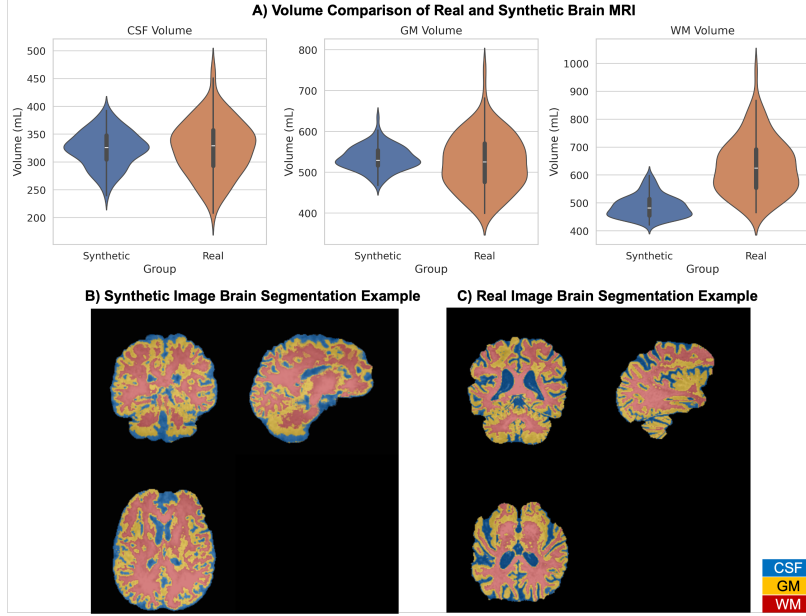 A) Volume Comparison of Real and Synthetic Brain MRI
CSF Volume
GM Volume
WM Volume
Volume (mL)
500
450
400
350
300
250
200
Synthetic
Real
Group
Volume (mL)
800
700
600
500
400
Synthetic
Real
Group
Volume (mL)
1000
900
800
700
600
500
400
Synthetic
Real
Group
B) Synthetic Image Brain Segmentation Example
C) Real Image Brain Segmentation Example
CSF
GM
WM